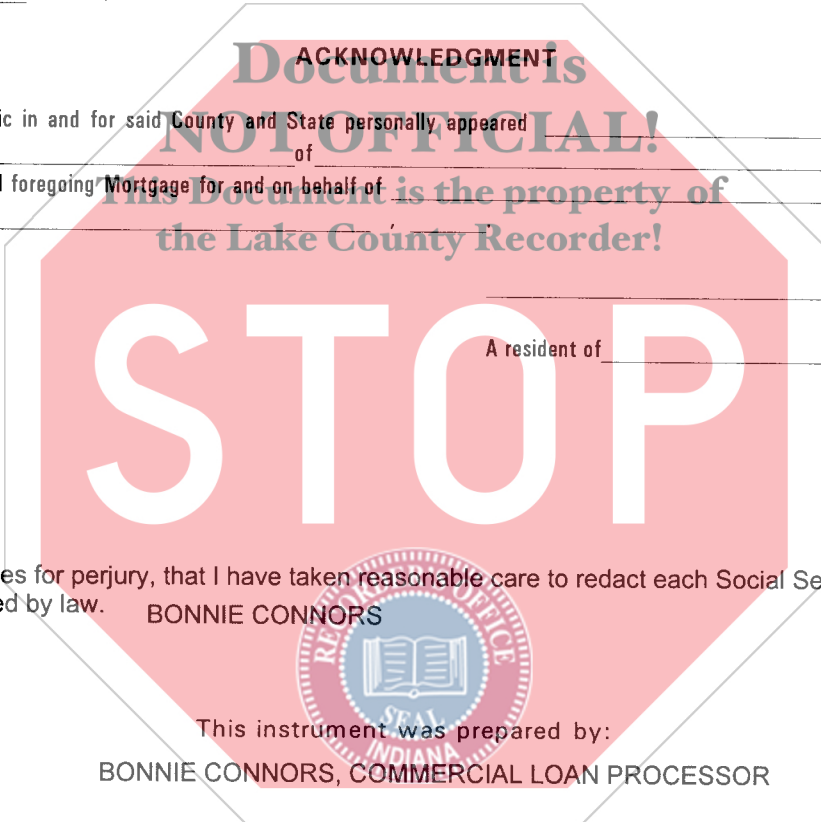 ACKNOWLEDGMENT
Document is
ic in and for said County and State personally appeared
NOT OFFICIAL!
of
foregoing Mortgage for and on behalf of
This Document is the property of
the Lake County Recorder!
STOP
A resident of
es for perjury, that I have taken reasonable care to redact each Social Se
ed by law. BONNIE CONNORS
RECORDER'S OFFICE
SEAL
INDIANA
This instrument was prepared by:
BONNIE CONNORS, COMMERCIAL LOAN PROCESSOR